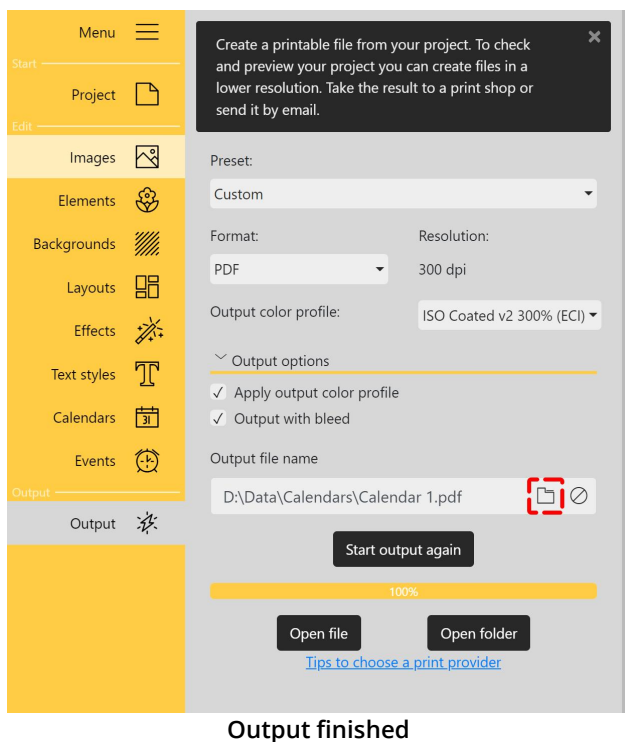 Menu
Start
Project
Edit
Images
Elements
Backgrounds
Layouts
Effects
Text styles
Calendars
31
Events
Output
Output
Create a printable file from your project. To check
and preview your project you can create files in a
lower resolution. Take the result to a print shop or
send it by email.
Preset:
Custom
Format:
Resolution:
PDF
300 dpi
Output color profile:
ISO Coated v2 300% (ECI)
Output options
Apply output color profile
Output with bleed
Output file name
D:\Data\Calendars\Calendar 1.pdf
Start output again
100%
Open file
Open folder
Tips to choose a print provider
Output finished